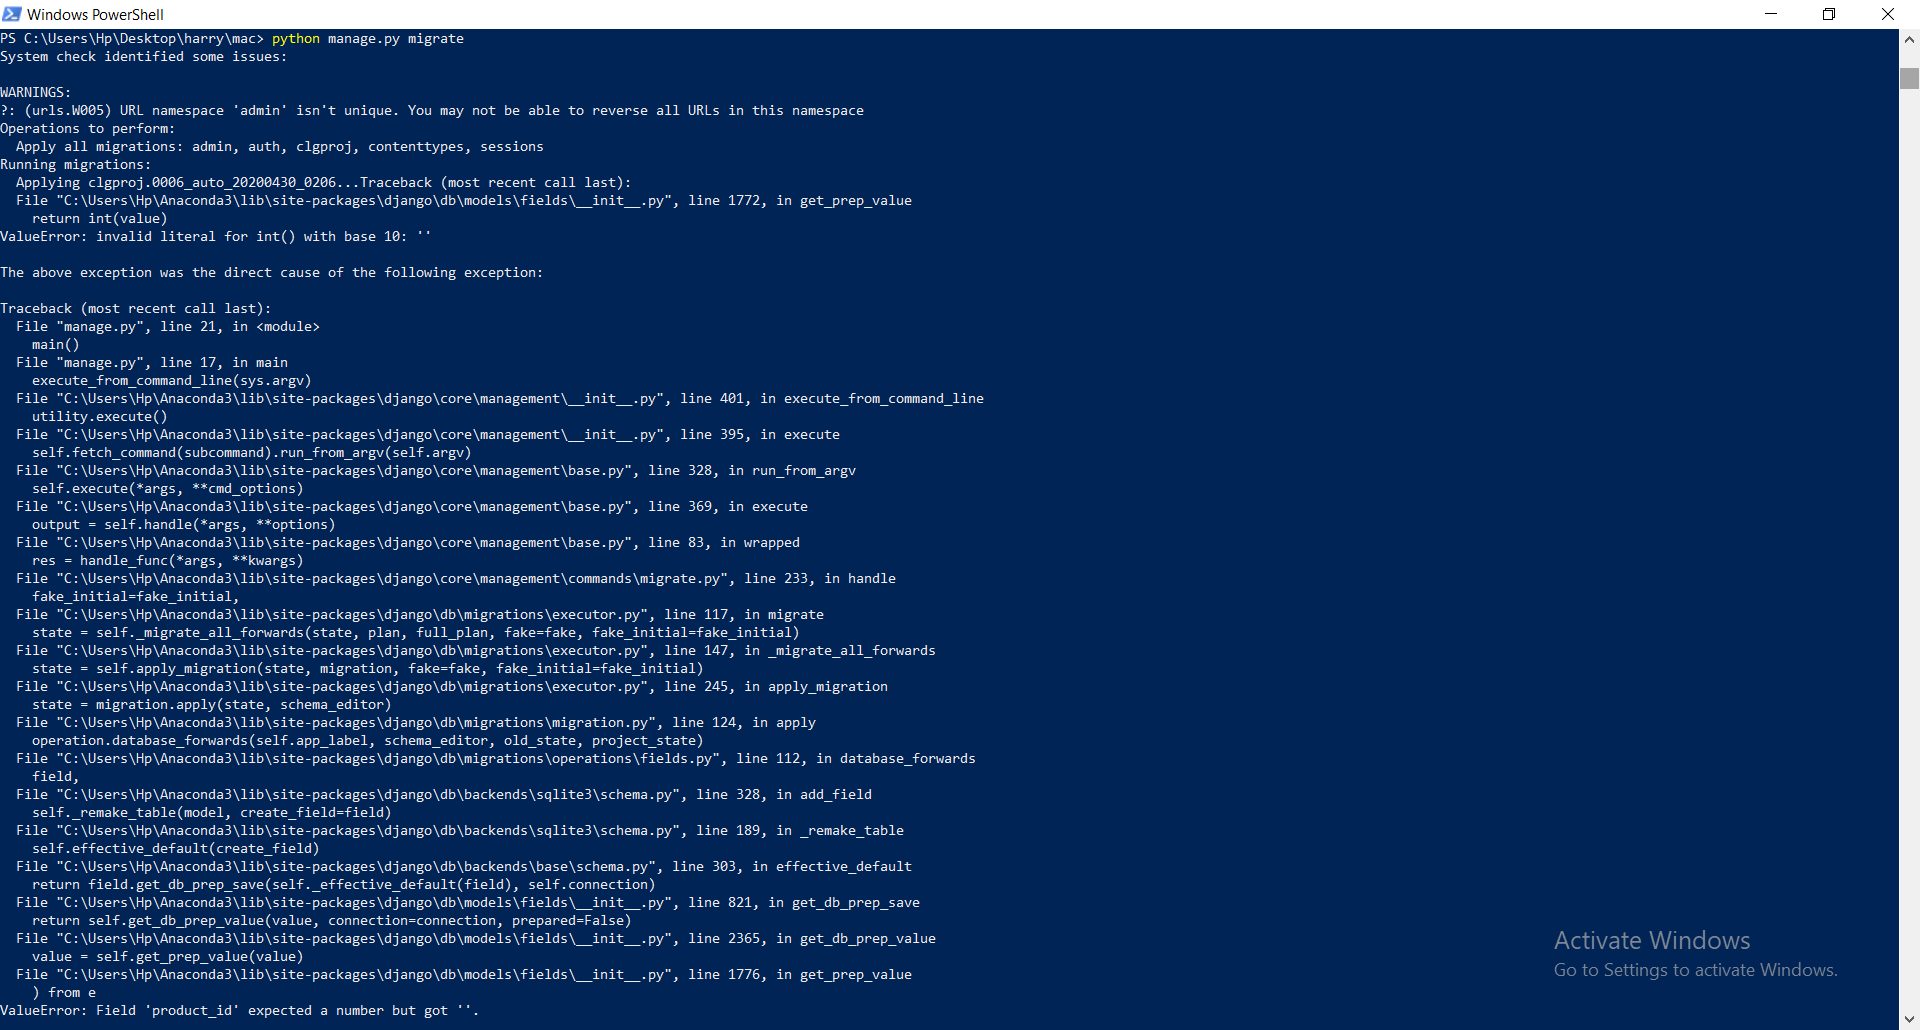 Windows PowerShell
PS C:\Users\Hp\Desktop\harry\mac> python manage.py migrate
System check identified some issues:
WARNINGS:
?: (urls.W005) URL namespace 'admin' isn't unique. You may not be able to reverse all URLs in this namespace
Operations to perform:
  Apply all migrations: admin, auth, clgproj, contenttypes, sessions
Running migrations:
  Applying clgproj.0006_auto_20200430_0206...Traceback (most recent call last):
  File "C:\Users\Hp\Anaconda3\lib\site-packages\django\db\models\fields\__init__.py", line 1772, in get_prep_value
    return int(value)
ValueError: invalid literal for int() with base 10: ''
The above exception was the direct cause of the following exception:
Traceback (most recent call last):
  File "manage.py", line 21, in <module>
    main()
  File "manage.py", line 17, in main
    execute_from_command_line(sys.argv)
  File "C:\Users\Hp\Anaconda3\lib\site-packages\django\core\management\__init__.py", line 401, in execute_from_command_line
    utility.execute()
  File "C:\Users\Hp\Anaconda3\lib\site-packages\django\core\management\__init__.py", line 395, in execute
    self.fetch_command(subcommand).run_from_argv(self.argv)
  File "C:\Users\Hp\Anaconda3\lib\site-packages\django\core\management\base.py", line 328, in run_from_argv
    self.execute(*args, **cmd_options)
  File "C:\Users\Hp\Anaconda3\lib\site-packages\django\core\management\base.py", line 369, in execute
    output = self.handle(*args, **options)
  File "C:\Users\Hp\Anaconda3\lib\site-packages\django\core\management\base.py", line 83, in wrapped
    res = handle_func(*args, **kwargs)
  File "C:\Users\Hp\Anaconda3\lib\site-packages\django\core\management\commands\migrate.py", line 233, in handle
    fake_initial=fake_initial,
  File "C:\Users\Hp\Anaconda3\lib\site-packages\django\db\migrations\executor.py", line 117, in migrate
    state = self._migrate_all_forwards(state, plan, full_plan, fake=fake, fake_initial=fake_initial)
  File "C:\Users\Hp\Anaconda3\lib\site-packages\django\db\migrations\executor.py", line 147, in _migrate_all_forwards
    state = self.apply_migration(state, migration, fake=fake, fake_initial=fake_initial)
  File "C:\Users\Hp\Anaconda3\lib\site-packages\django\db\migrations\executor.py", line 245, in apply_migration
    state = migration.apply(state, schema_editor)
  File "C:\Users\Hp\Anaconda3\lib\site-packages\django\db\migrations\migration.py", line 124, in apply
    operation.database_forwards(self.app_label, schema_editor, old_state, project_state)
  File "C:\Users\Hp\Anaconda3\lib\site-packages\django\db\migrations\operations\fields.py", line 112, in database_forwards
    field,
  File "C:\Users\Hp\Anaconda3\lib\site-packages\django\db\backends\sqlite3\schema.py", line 328, in add_field
    self._remake_table(model, create_field=field)
  File "C:\Users\Hp\Anaconda3\lib\site-packages\django\db\backends\sqlite3\schema.py", line 189, in _remake_table
    self.effective_default(create_field)
  File "C:\Users\Hp\Anaconda3\lib\site-packages\django\db\backends\base\schema.py", line 303, in effective_default
    return field.get_db_prep_save(self._effective_default(field), self.connection)
  File "C:\Users\Hp\Anaconda3\lib\site-packages\django\db\models\fields\__init__.py", line 821, in get_db_prep_save
    return self.get_db_prep_value(value, connection=connection, prepared=False)
  File "C:\Users\Hp\Anaconda3\lib\site-packages\django\db\models\fields\__init__.py", line 2365, in get_db_prep_value
    value = self.get_prep_value(value)
  File "C:\Users\Hp\Anaconda3\lib\site-packages\django\db\models\fields\__init__.py", line 1776, in get_prep_value
    ) from e
ValueError: Field 'product_id' expected a number but got ''.
Activate Windows
Go to Settings to activate Windows.